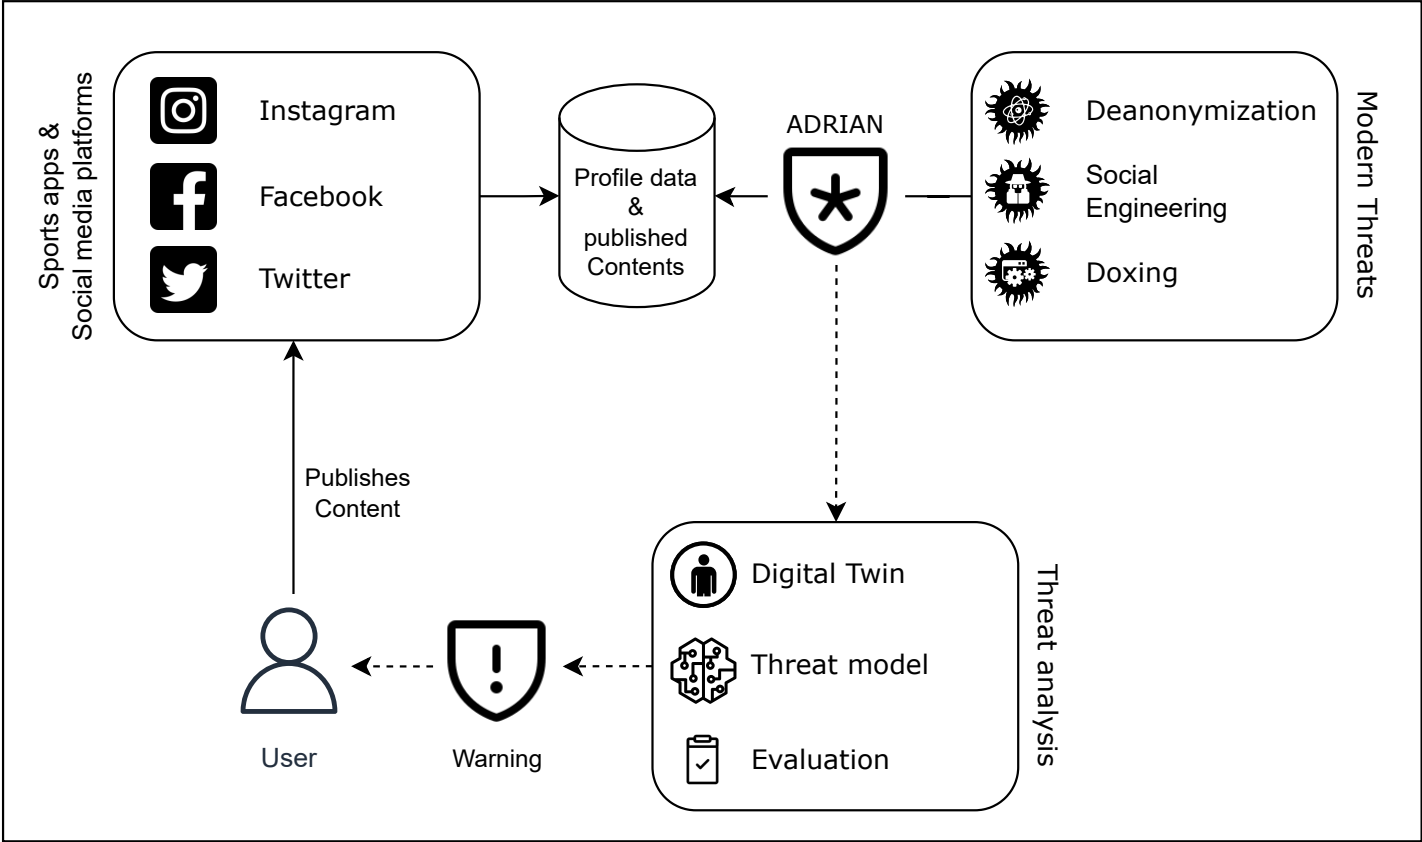 Sports apps &
Social media platforms
Instagram
Facebook
Twitter
Profile data
&
published
Contents
ADRIAN
Deanonymization
Social
Engineering
Doxing
Modern Threats
Publishes
Content
User
Warning
Digital Twin
Threat model
Evaluation
Threat analysis